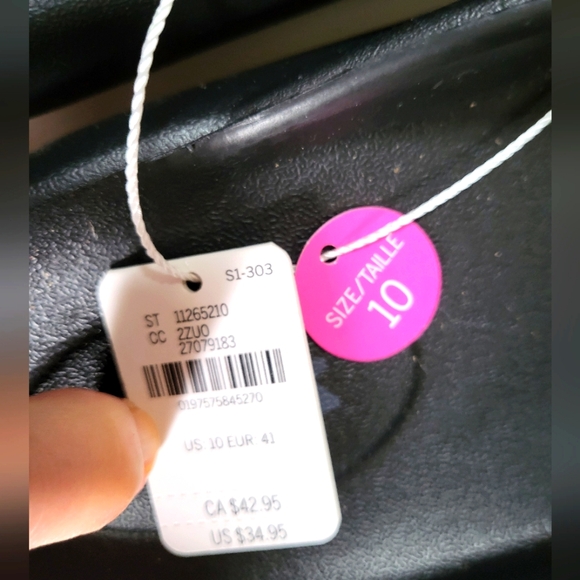 S1-303
ST 11265210
CC 2ZUO
27079183
0197575845270
US 10 EUR 41
CA $42.95
US $34.95
SIZE/TAILLE
10